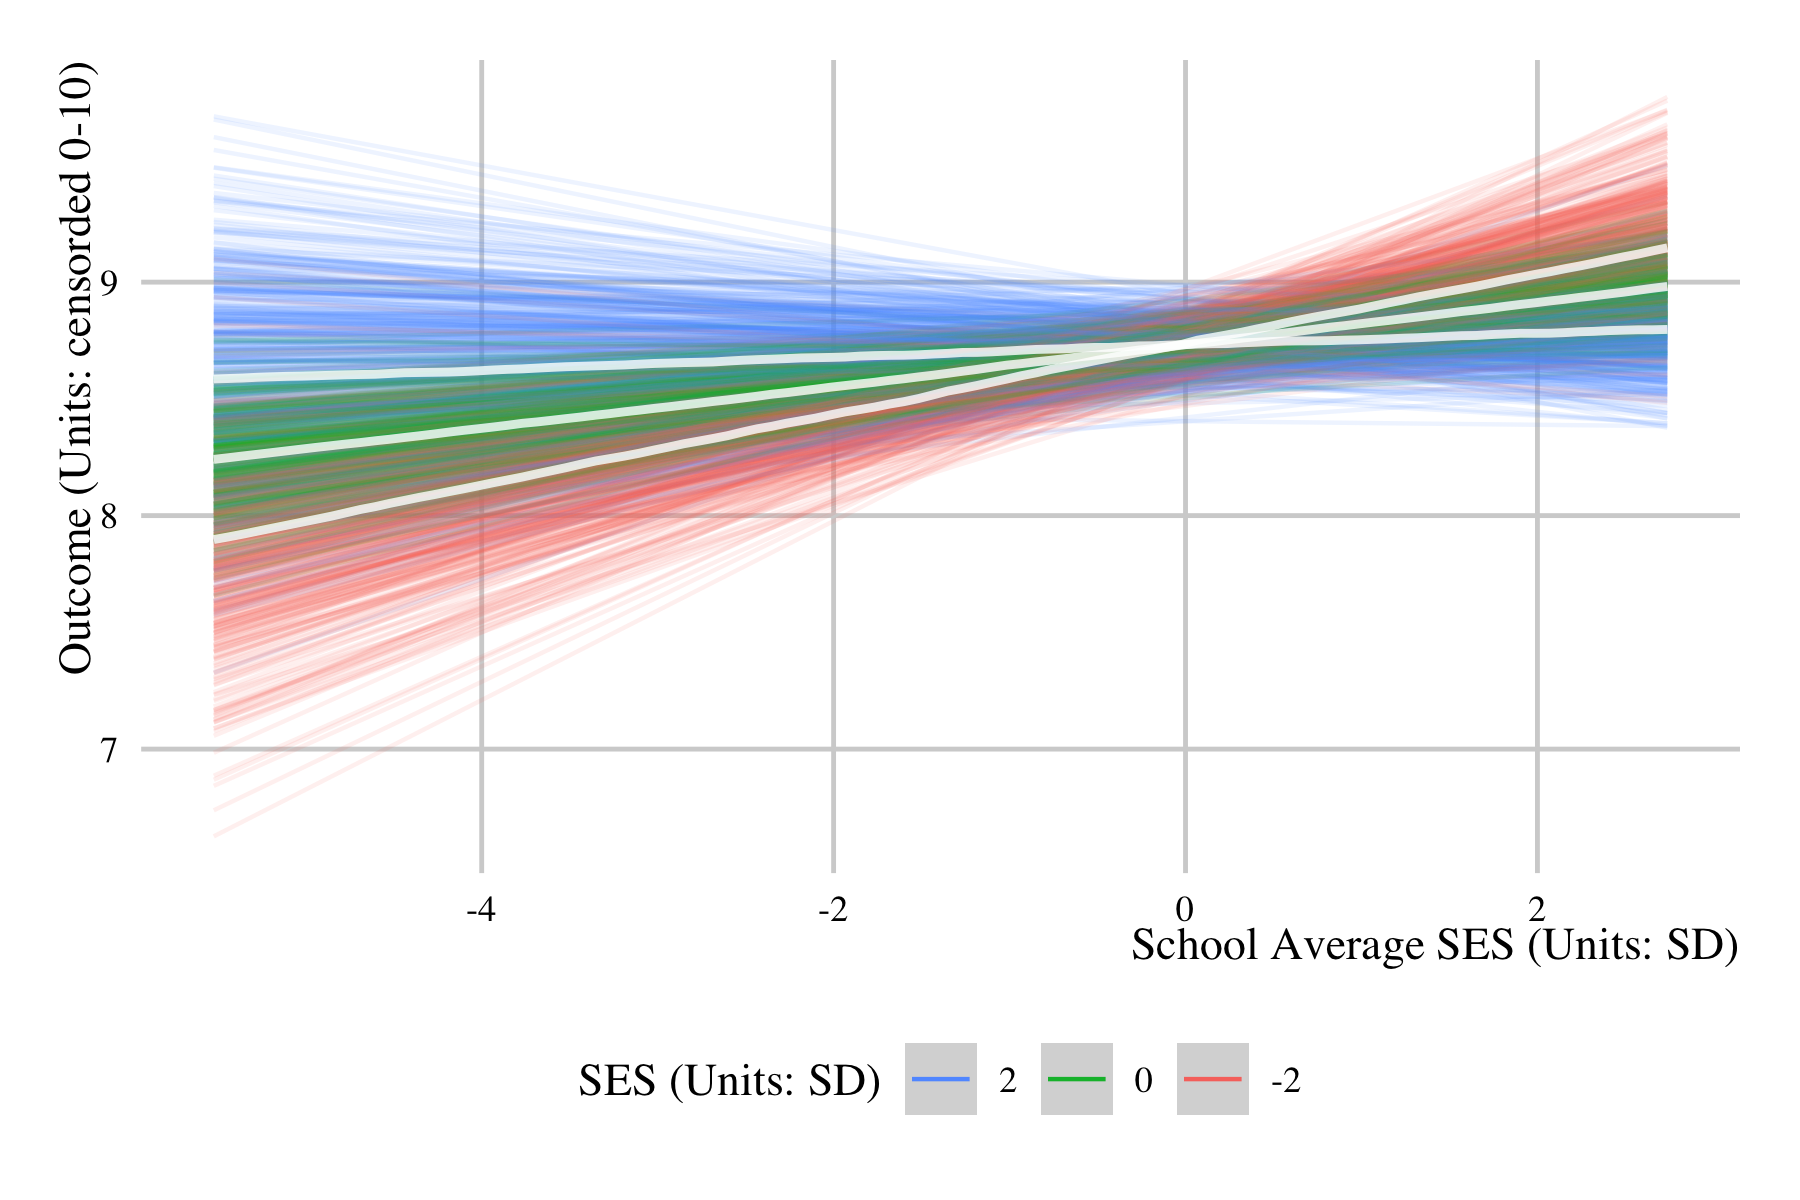 Outcome (Units: censorded 0-10)
9
8
7
-4 -2 0 2
School Average SES (Units: SD)
SES (Units: SD) 2 0 -2